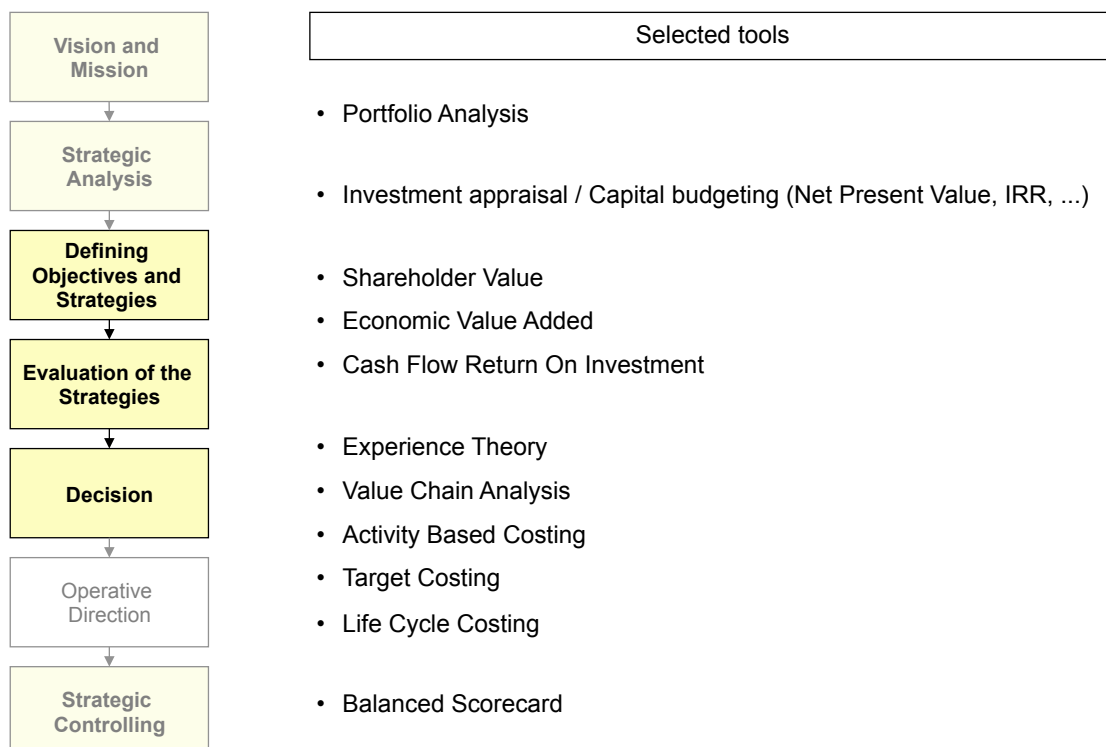 Vision and
Mission
Strategic
Analysis
Defining
Objectives and
Strategies
Evaluation of the
Strategies
Decision
Operative
Direction
Strategic
Controlling
Selected tools
• Portfolio Analysis
• Investment appraisal / Capital budgeting (Net Present Value, IRR, ...)
• Shareholder Value
• Economic Value Added
• Cash Flow Return On Investment
• Experience Theory
• Value Chain Analysis
• Activity Based Costing
• Target Costing
• Life Cycle Costing
• Balanced Scorecard